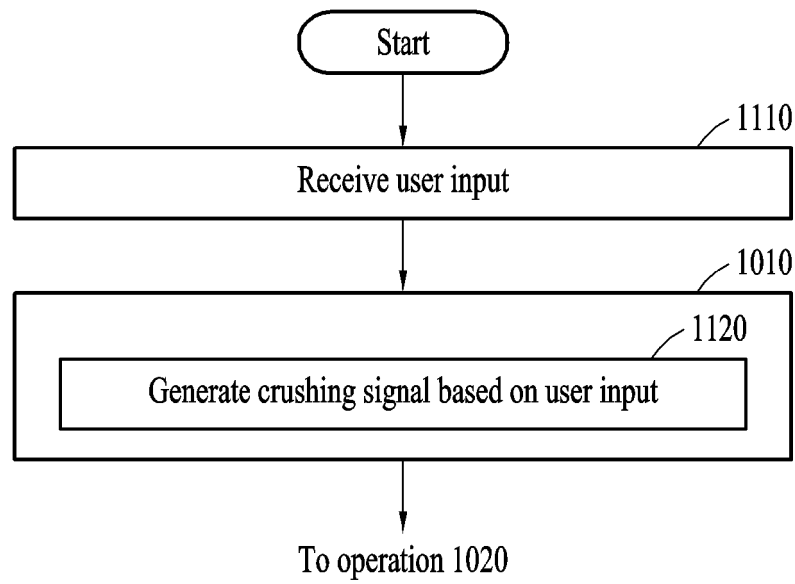 Start
1110
Receive user input
1010
1120
Generate crushing signal based on user input
To operation 1020